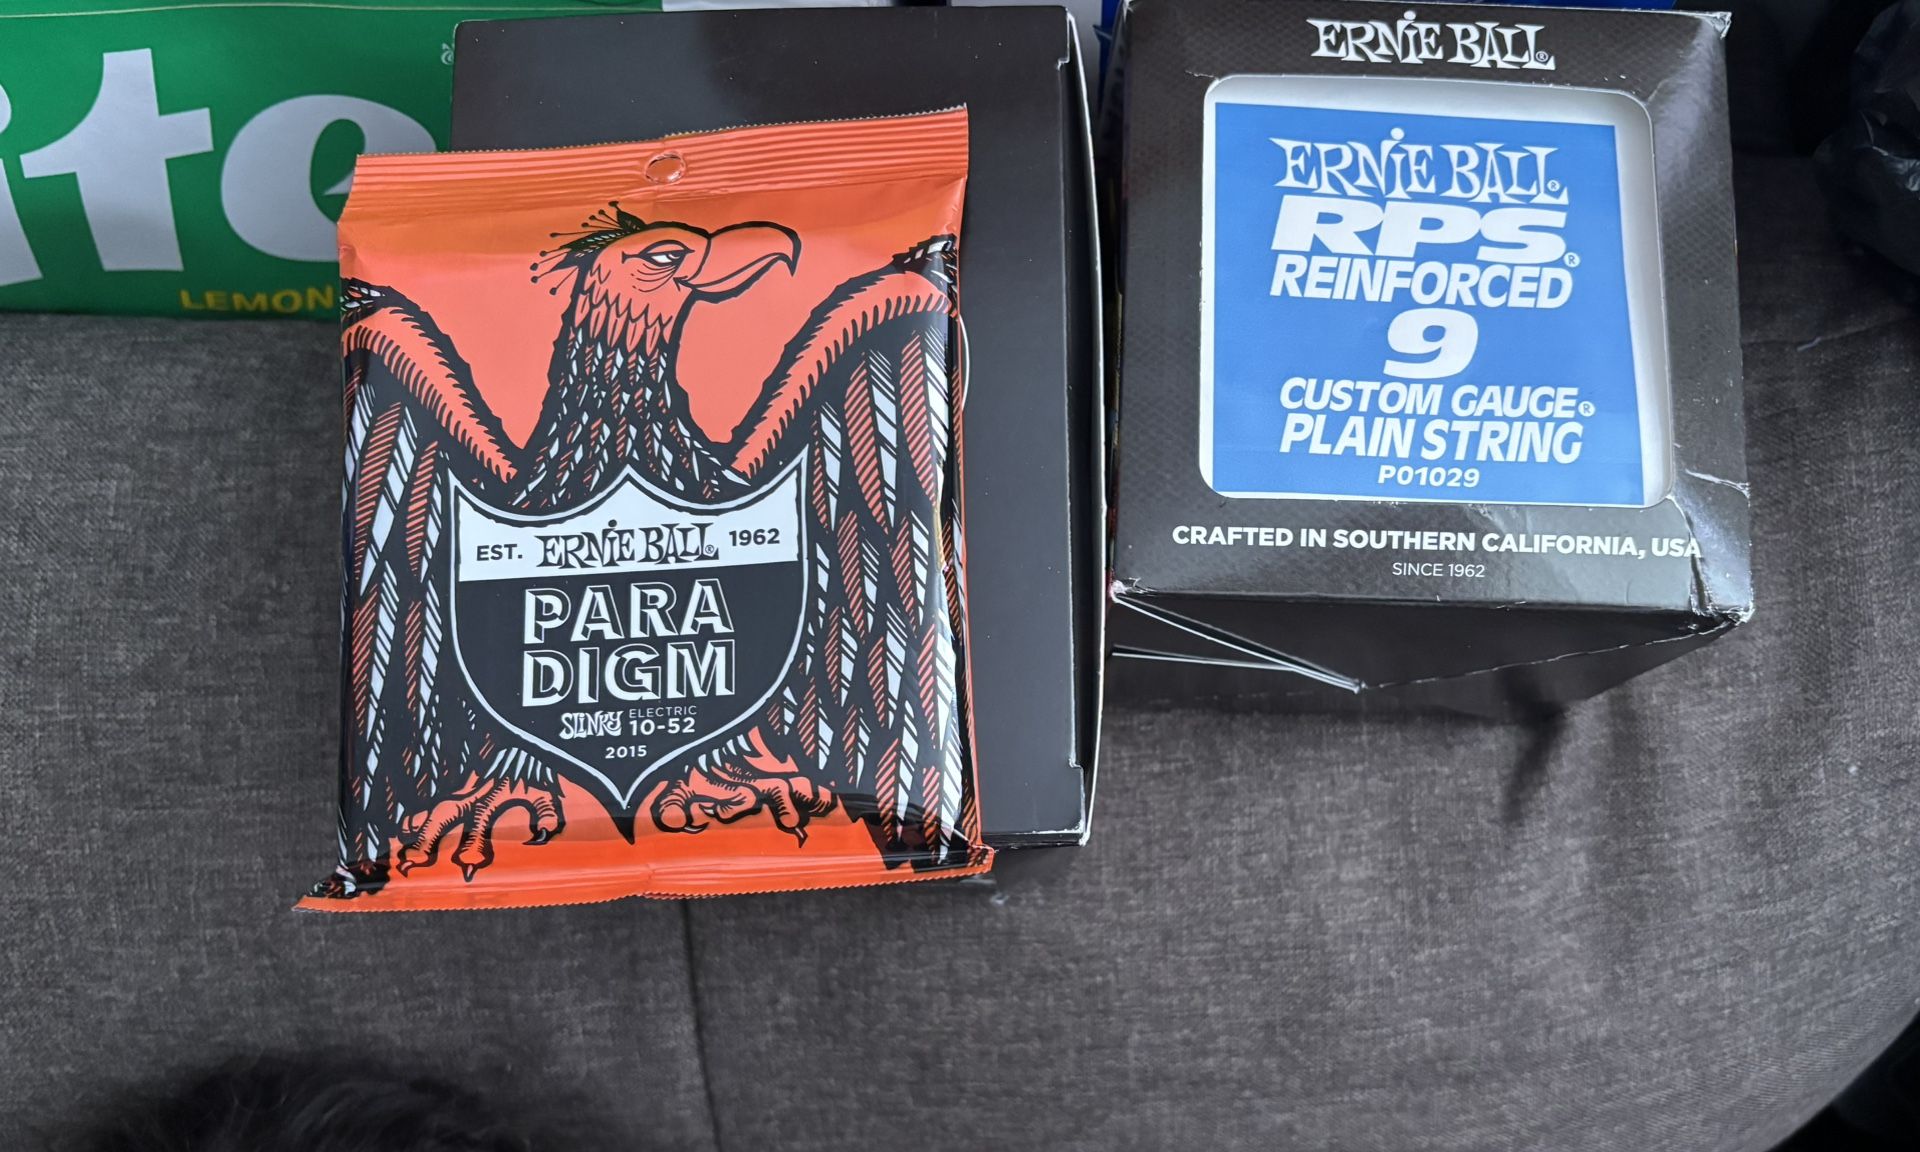 ite
LEMON
EST. ERNiE BALL® 1962
PARA
DIGM
SLINKY ELECTRIC
10-52
2015
ERNiE BALL®
ERNiE BALL®
RPS®
REINFORCED
9
CUSTOM GAUGE®
PLAIN STRING
P01029
CRAFTED IN SOUTHERN CALIFORNIA, USA
SINCE 1962